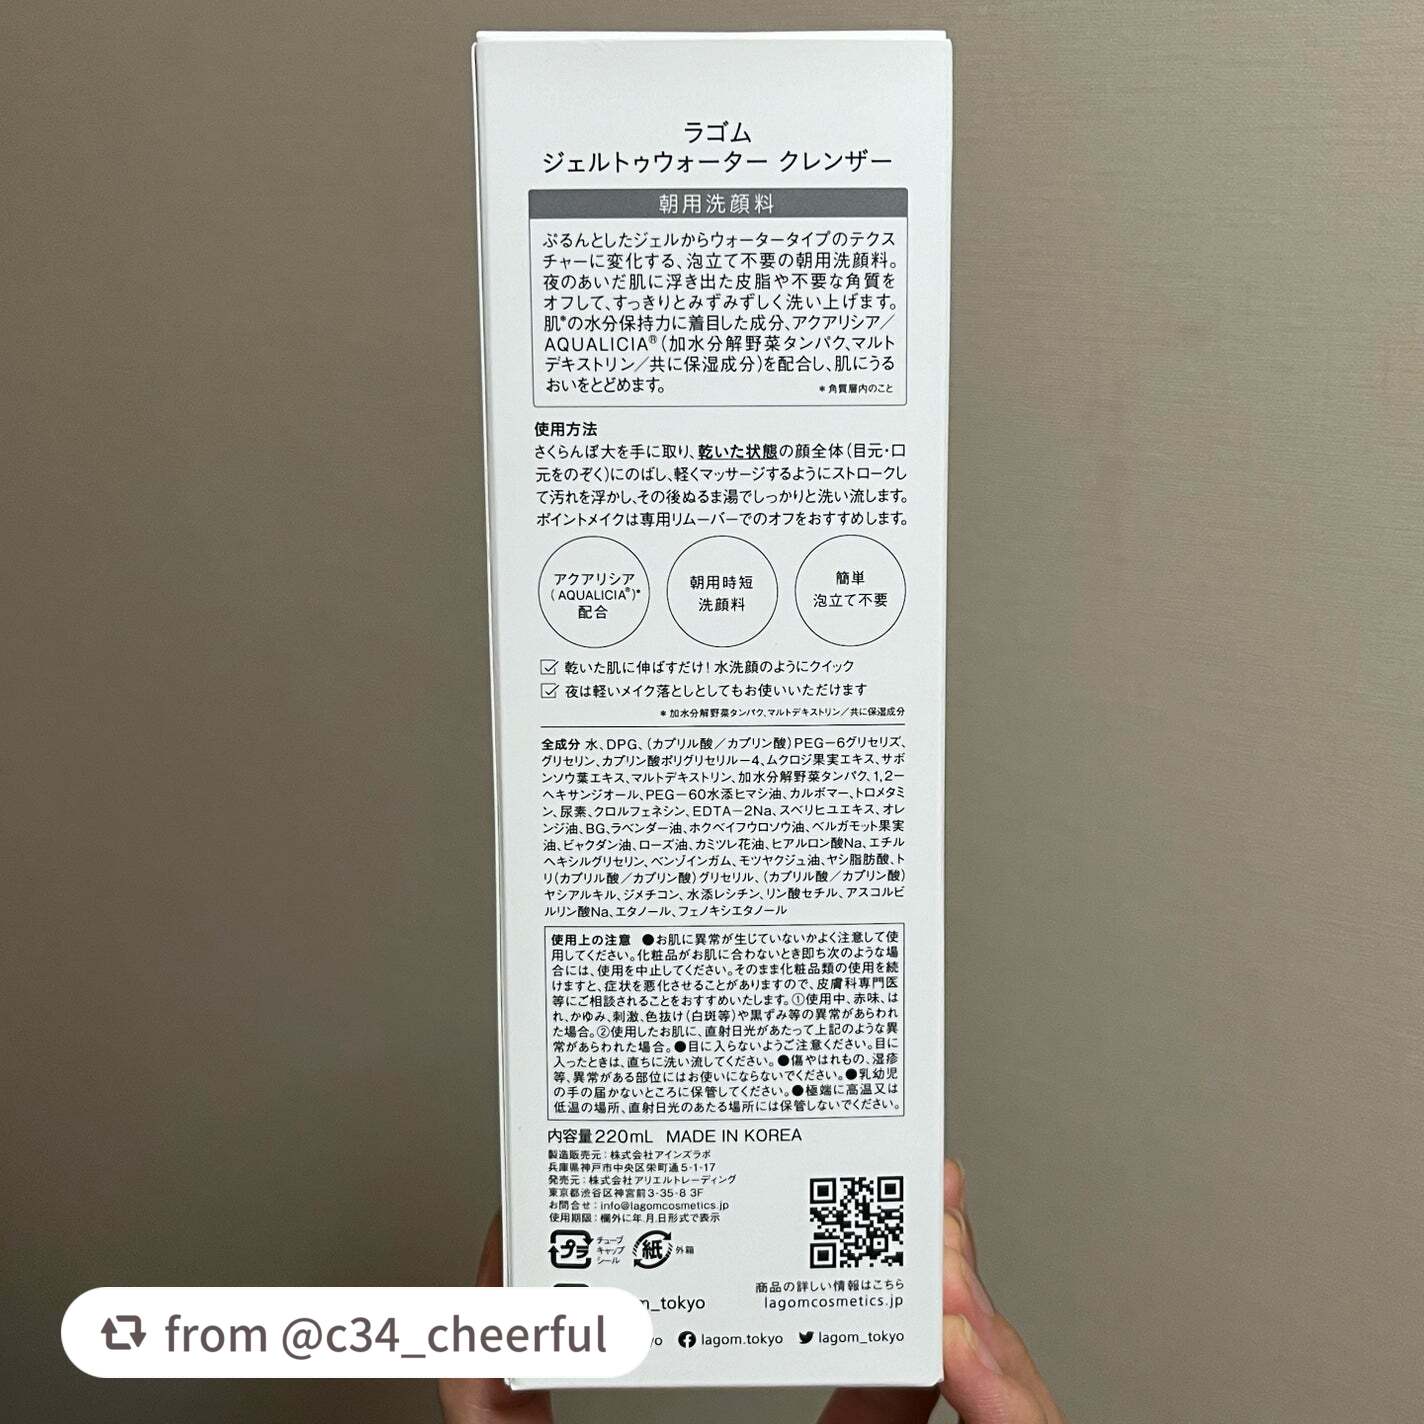 ラゴム
ジェルトゥウォーター クレンザー
朝用洗顔料
ぷるんとしたジェルからウォータータイプのテクス
チャーに変化する、泡立て不要の朝用洗顔料。
夜のあいだ肌に浮き出た皮脂や不要な角質を
オフして、すっきりとみずみずしく洗い上げます。
肌*の水分保持力に着目した成分、アクアリシア／
AQUALICIA®（加水分解野菜タンパク、マルト
デキストリン／共に保湿成分）を配合し、肌にうる
おいをとどめます。
*角質層内のこと
使用方法
さくらんぼ大を手に取り、乾いた状態の顔全体（目元・口
元をのぞく）にのばし、軽くマッサージするようにストロークし
て汚れを浮かし、その後ぬるま湯でしっかりと洗い流します。
ポイントメイクは専用リムーバーでのオフをおすすめします。
アクアリシア
（AQUALICIA®）*
配合
朝用時短
洗顔料
簡単
泡立て不要
☑ 乾いた肌に伸ばすだけ！水洗顔のようにクイック
☑ 夜は軽いメイク落としとしてもお使いいただけます
*加水分解野菜タンパク、マルトデキストリン／共に保湿成分
全成分 水、DPG、（カプリル酸／カプリン酸）PEG－6グリセリズ、
グリセリン、カプリン酸ポリグリセリル－4、ムクロジ果実エキス、サボ
ンソウ葉エキス、マルトデキストリン、加水分解野菜タンパク、1,2－
ヘキサンジオール、PEG－60水添ヒマシ油、カルボマー、トロメタミ
ン、尿素、クロルフェネシン、EDTA－2Na、スベリヒユエキス、オレ
ンジ油、BG、ラベンダー油、ホクベイフウロソウ油、ベルガモット果実
油、ビャクダン油、ローズ油、カミツレ花油、ヒアルロン酸Na、エチル
ヘキシルグリセリン、ベンゾインガム、モツヤクジュ油、ヤシ脂肪酸、ト
リ（カプリル酸／カプリン酸）グリセリル、（カプリル酸／カプリン酸）
ヤシアルキル、ジメチコン、水添レシチン、リン酸セチル、アスコルビ
ルリン酸Na、エタノール、フェノキシエタノール
使用上の注意 ●お肌に異常が生じていないかよく注意して使
用してください。化粧品がお肌に合わないとき即ち次のような場
合には、使用を中止してください。そのまま化粧品類の使用を続
けますと、症状を悪化させることがありますので、皮膚科専門医
等にご相談されることをおすすめいたします。①使用中、赤味、は
れ、かゆみ、刺激、色抜け（白斑等）や黒ずみ等の異常があらわれ
た場合。②使用したお肌に、直射日光があたって上記のような異
常があらわれた場合。●目に入らないようご注意ください。目に
入ったときは、直ちに洗い流してください。●傷やはれもの、湿疹
等、異常がある部位にはお使いにならないでください。●乳幼児
の手の届かないところに保管してください。●極端に高温又は
低温の場所、直射日光のあたる場所には保管しないでください。
内容量220mL MADE IN KOREA
製造販売元：株式会社アインズラボ
兵庫県神戸市中央区栄町通5-1-17
発売元：株式会社アリエルトレーディング
東京都渋谷区神宮前3-35-8 3F
お問合せ：info@lagomcosmetics.jp
使用期限：欄外に年.月.日形式で表示
プラ
チューブ
キャップ
シール
紙
外箱
商品の詳しい情報はこちら
lagomcosmetics.jp
m_tokyo
yo
lagom.tokyo
lagom_tokyo
from @c34_cheerful